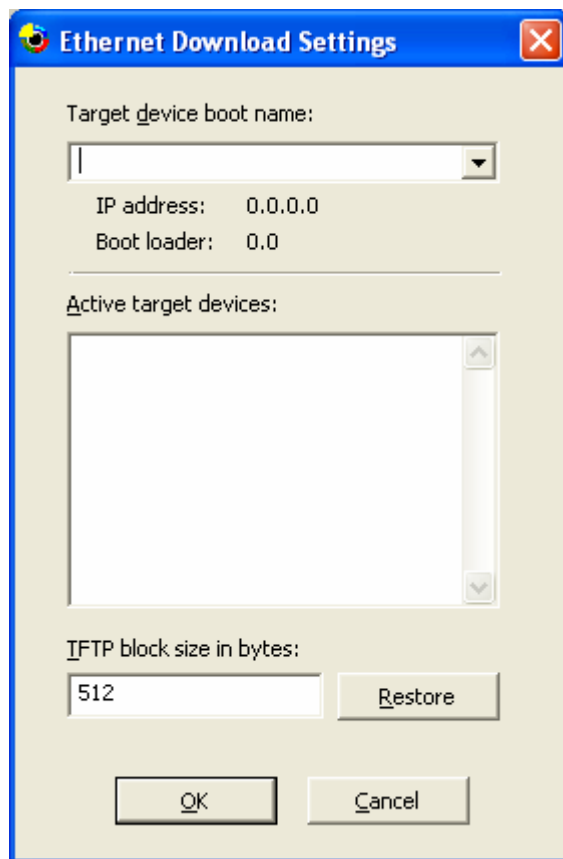 Ethernet Download Settings
Target device boot name:
IP address: 0.0.0.0
Boot loader: 0.0
Active target devices:
TFTP block size in bytes:
512 Restore
OK Cancel